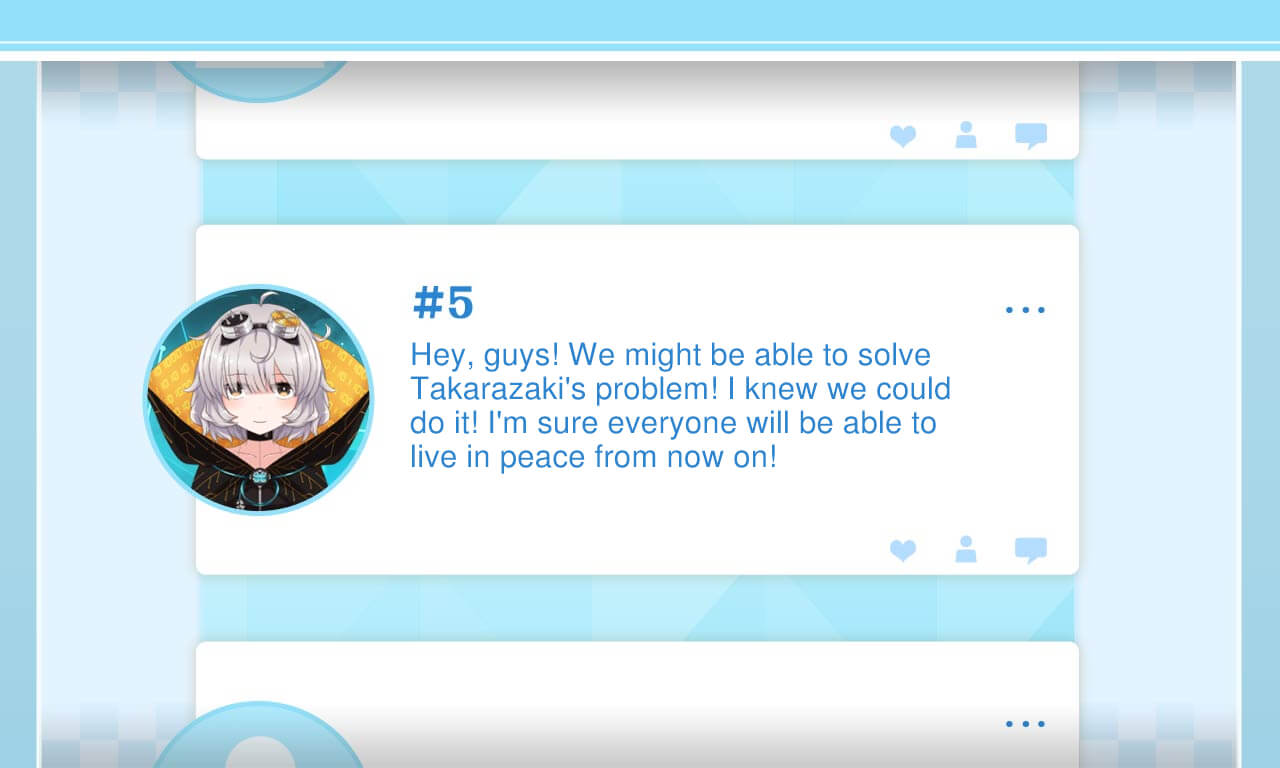 #5
Hey, guys! We might be able to solve
Takarazaki's problem! I knew we could
do it! I'm sure everyone will be able to
live in peace from now on!